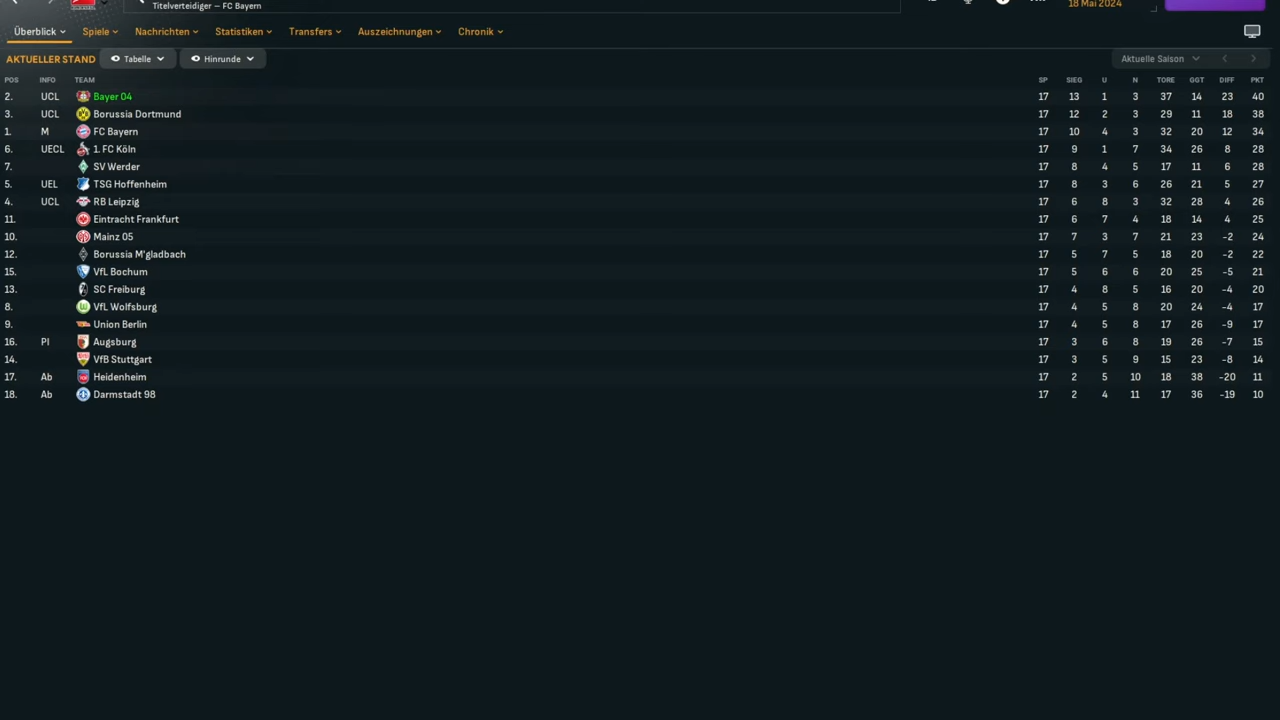 Titelverteidiger – FC Bayern
18 Mai 2024
Überblick Spiele Nachrichten Statistiken Transfers Auszeichnungen Chronik
AKTUELLER STAND Tabelle Hinrunde Aktuelle Saison
POS INFO TEAM SP SIEG U N TORE GGT DIFF PKT
2. UCL Bayer 04 17 13 1 3 37 14 23 40
3. UCL Borussia Dortmund 17 12 2 3 29 11 18 38
1. M FC Bayern 17 10 4 3 32 20 12 34
6. UECL 1. FC Köln 17 9 1 7 34 26 8 28
7. SV Werder 17 8 4 5 17 11 6 28
5. UEL TSG Hoffenheim 17 8 3 6 26 21 5 27
4. UCL RB Leipzig 17 6 8 3 32 28 4 26
11. Eintracht Frankfurt 17 6 7 4 18 14 4 25
10. Mainz 05 17 7 3 7 21 23 -2 24
12. Borussia M'gladbach 17 5 7 5 18 20 -2 22
15. VfL Bochum 17 5 6 6 20 25 -5 21
13. SC Freiburg 17 4 8 5 16 20 -4 20
8. VfL Wolfsburg 17 4 5 8 20 24 -4 17
9. Union Berlin 17 4 5 8 17 26 -9 17
16. Pl Augsburg 17 3 6 8 19 26 -7 15
14. VfB Stuttgart 17 3 5 9 15 23 -8 14
17. Ab Heidenheim 17 2 5 10 18 38 -20 11
18. Ab Darmstadt 98 17 2 4 11 17 36 -19 10